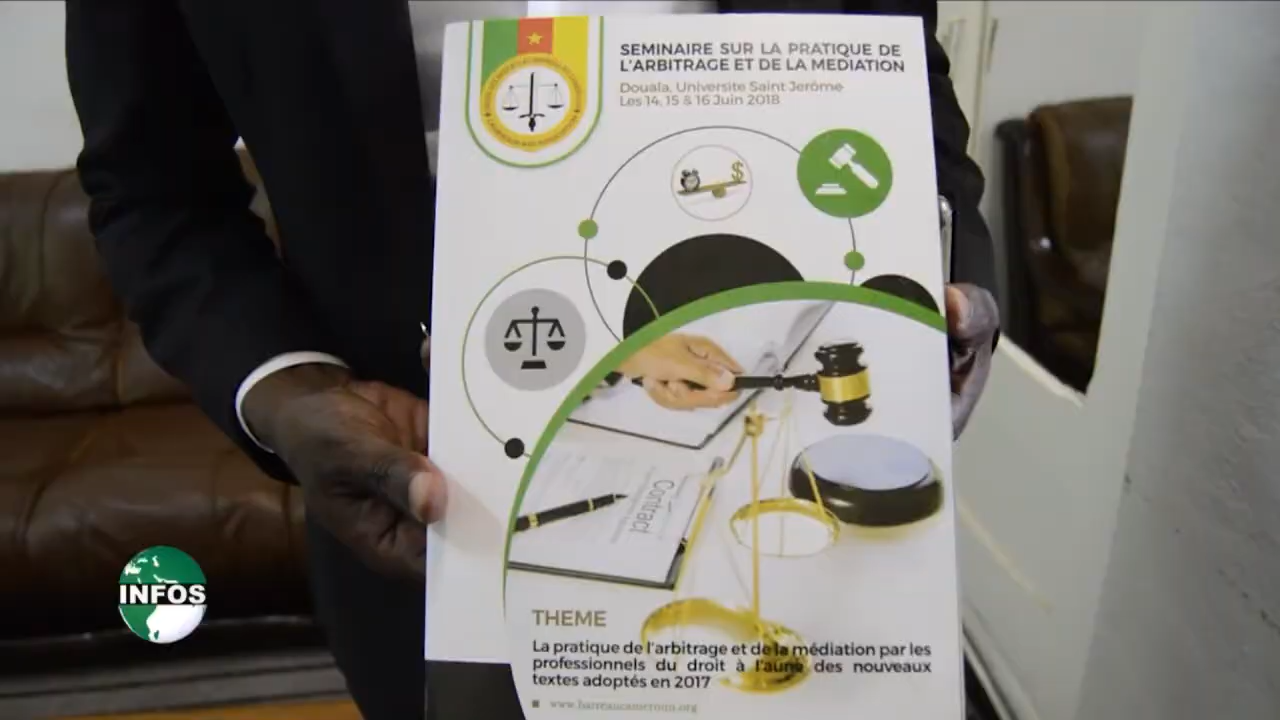 SEMINAIRE SUR LA PRATIQUE DE
L'ARBITRAGE ET DE LA MEDIATION
Douala, Universite Saint Jerôme
Les 14, 15 & 16 Juin 2018
$
Contract
INFOS
THEME
La pratique de l'arbitrage et de la médiation par les
professionnels du droit à l'aune des nouveaux
textes adoptés en 2017
www.barreaucameroun.org